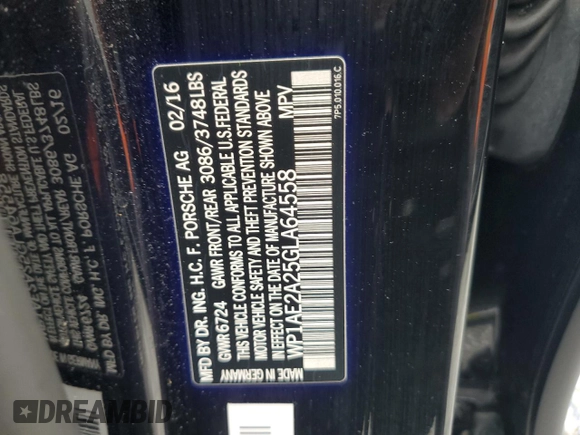 MFD BY DR. ING. H.C. F. PORSCHE AG 02/16
GWR 6724 GAWR FRONT/REAR 3086/3748LBS
THIS VEHICLE CONFORMS TO ALL APPLICABLE U.S. FEDERAL
MOTOR VEHICLE SAFETY AND THEFT PREVENTION STANDARDS
IN EFFECT ON THE DATE OF MANUFACTURE SHOWN ABOVE
WP1AE2A25GLA64558 MPV
MADE IN GERMANY
7P5.010.016.C
DREAMBID